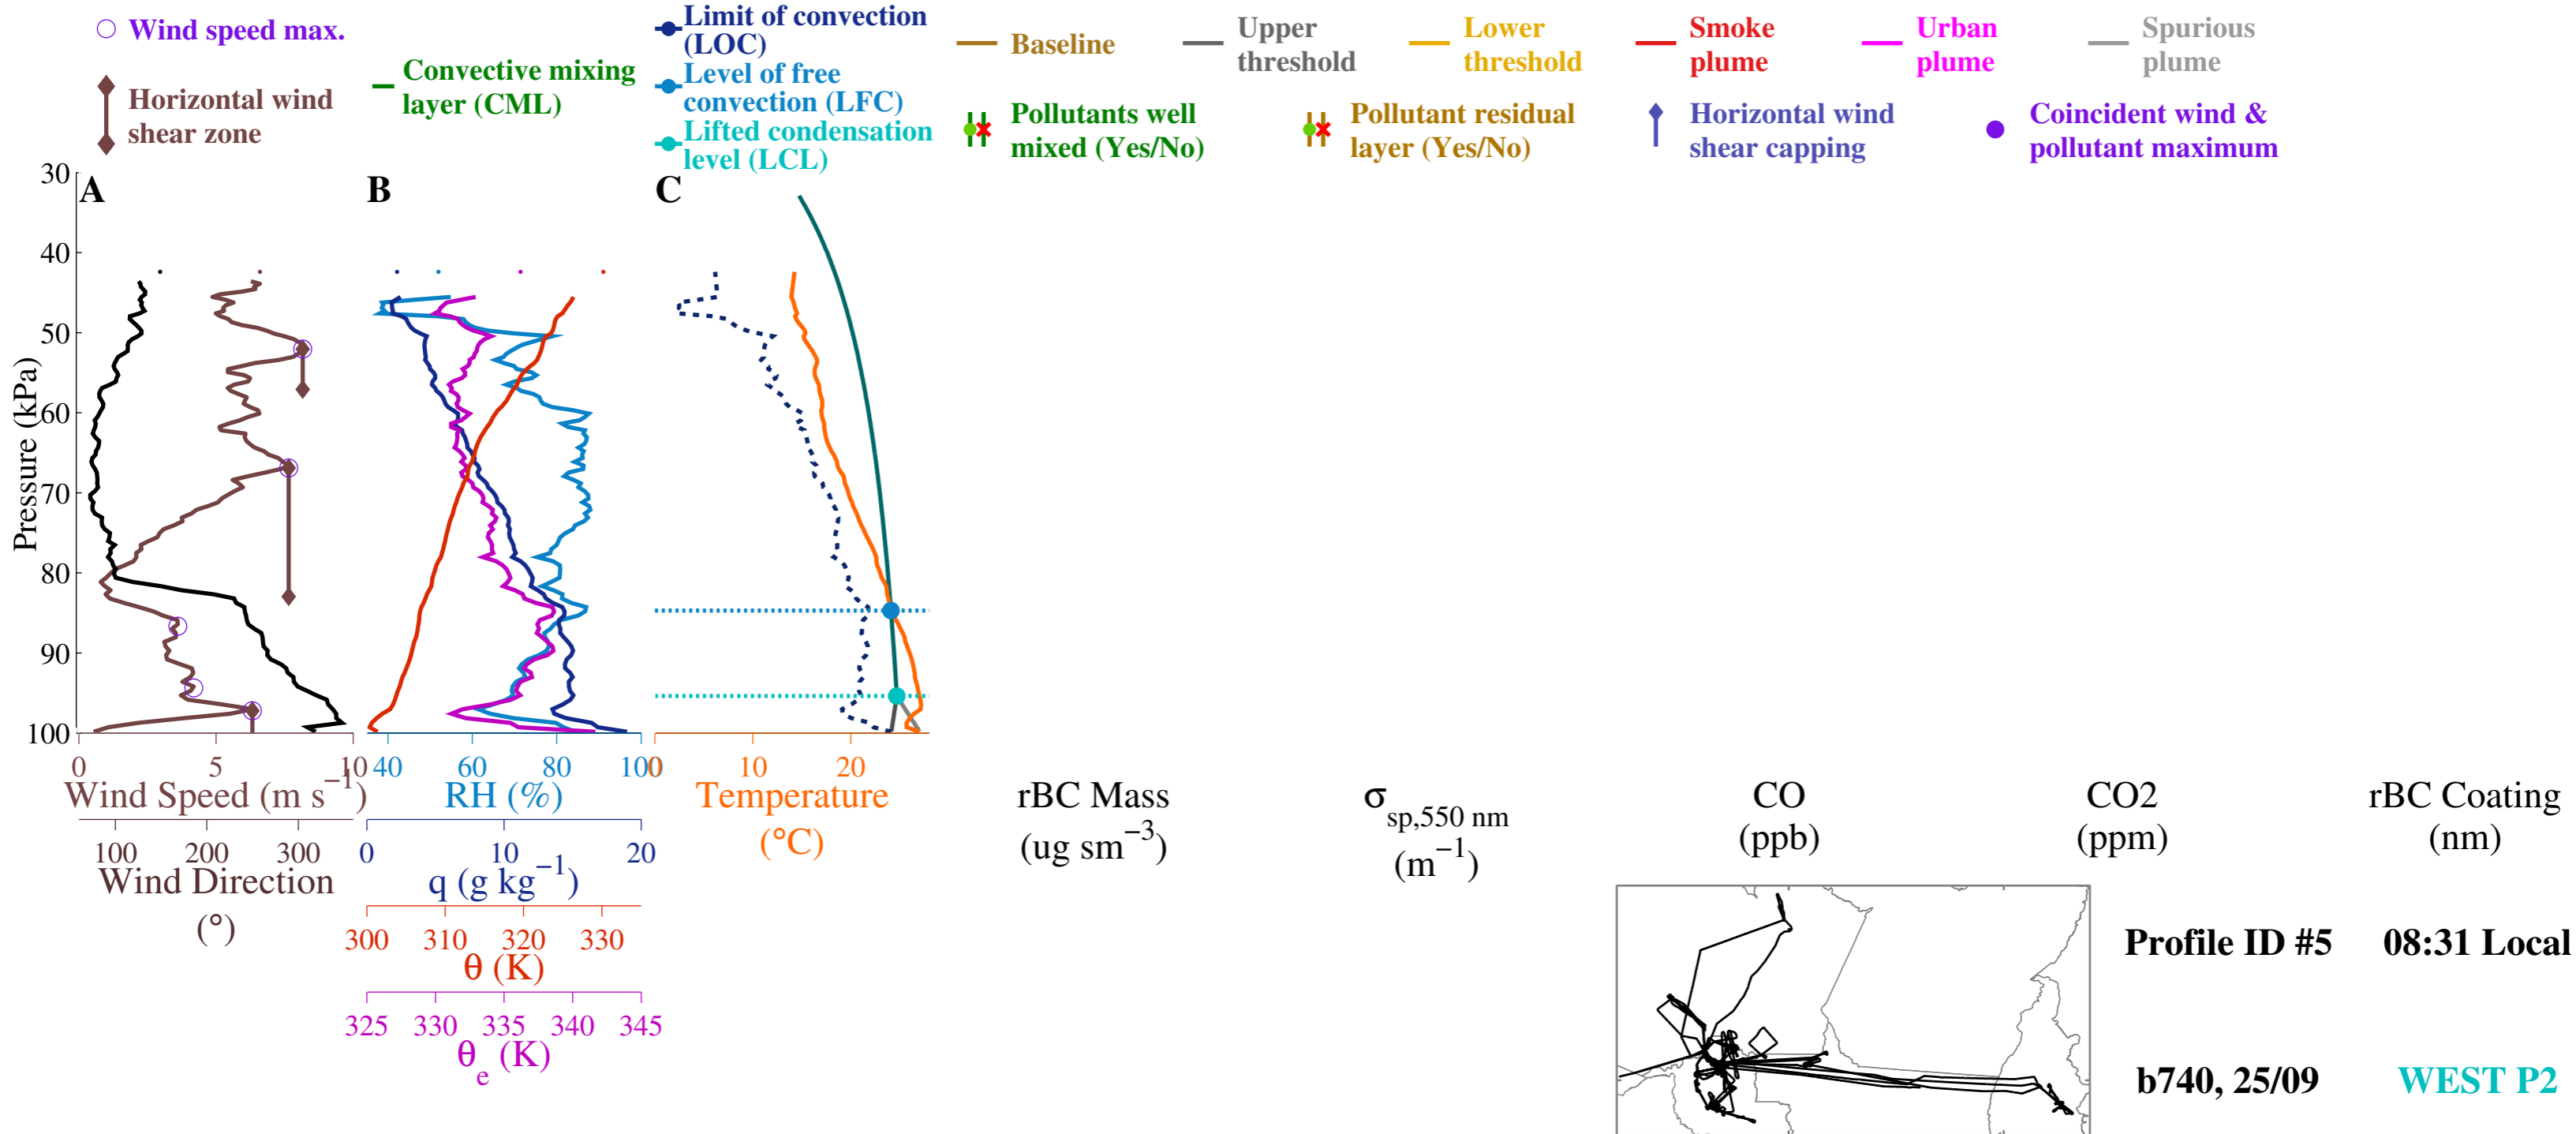 Wind speed max.
Horizontal wind
shear zone
Convective mixing
layer (CML)
Limit of convection
(LOC)
Level of free
convection (LFC)
Lifted condensation
level (LCL)
Baseline
Upper
threshold
Lower
threshold
Smoke
plume
Urban
plume
Spurious
plume
Pollutants well
mixed (Yes/No)
Pollutant residual
layer (Yes/No)
Horizontal wind
shear capping
Coincident wind &
pollutant maximum
A
B
C
30
40
50
60
70
80
90
100
Pressure (kPa)
0 5 10
Wind Speed (m s⁻¹)
100 200 300
Wind Direction
(°)
40 60 80 100
RH (%)
0 10 20
q (g kg⁻¹)
300 310 320 330
θ (K)
325 330 335 340 345
θe (K)
0 10 20
Temperature
(°C)
rBC Mass
(ug sm⁻³)
σsp,550 nm
(m⁻¹)
CO
(ppb)
CO2
(ppm)
rBC Coating
(nm)
Profile ID #5
08:31 Local
b740, 25/09
WEST P2